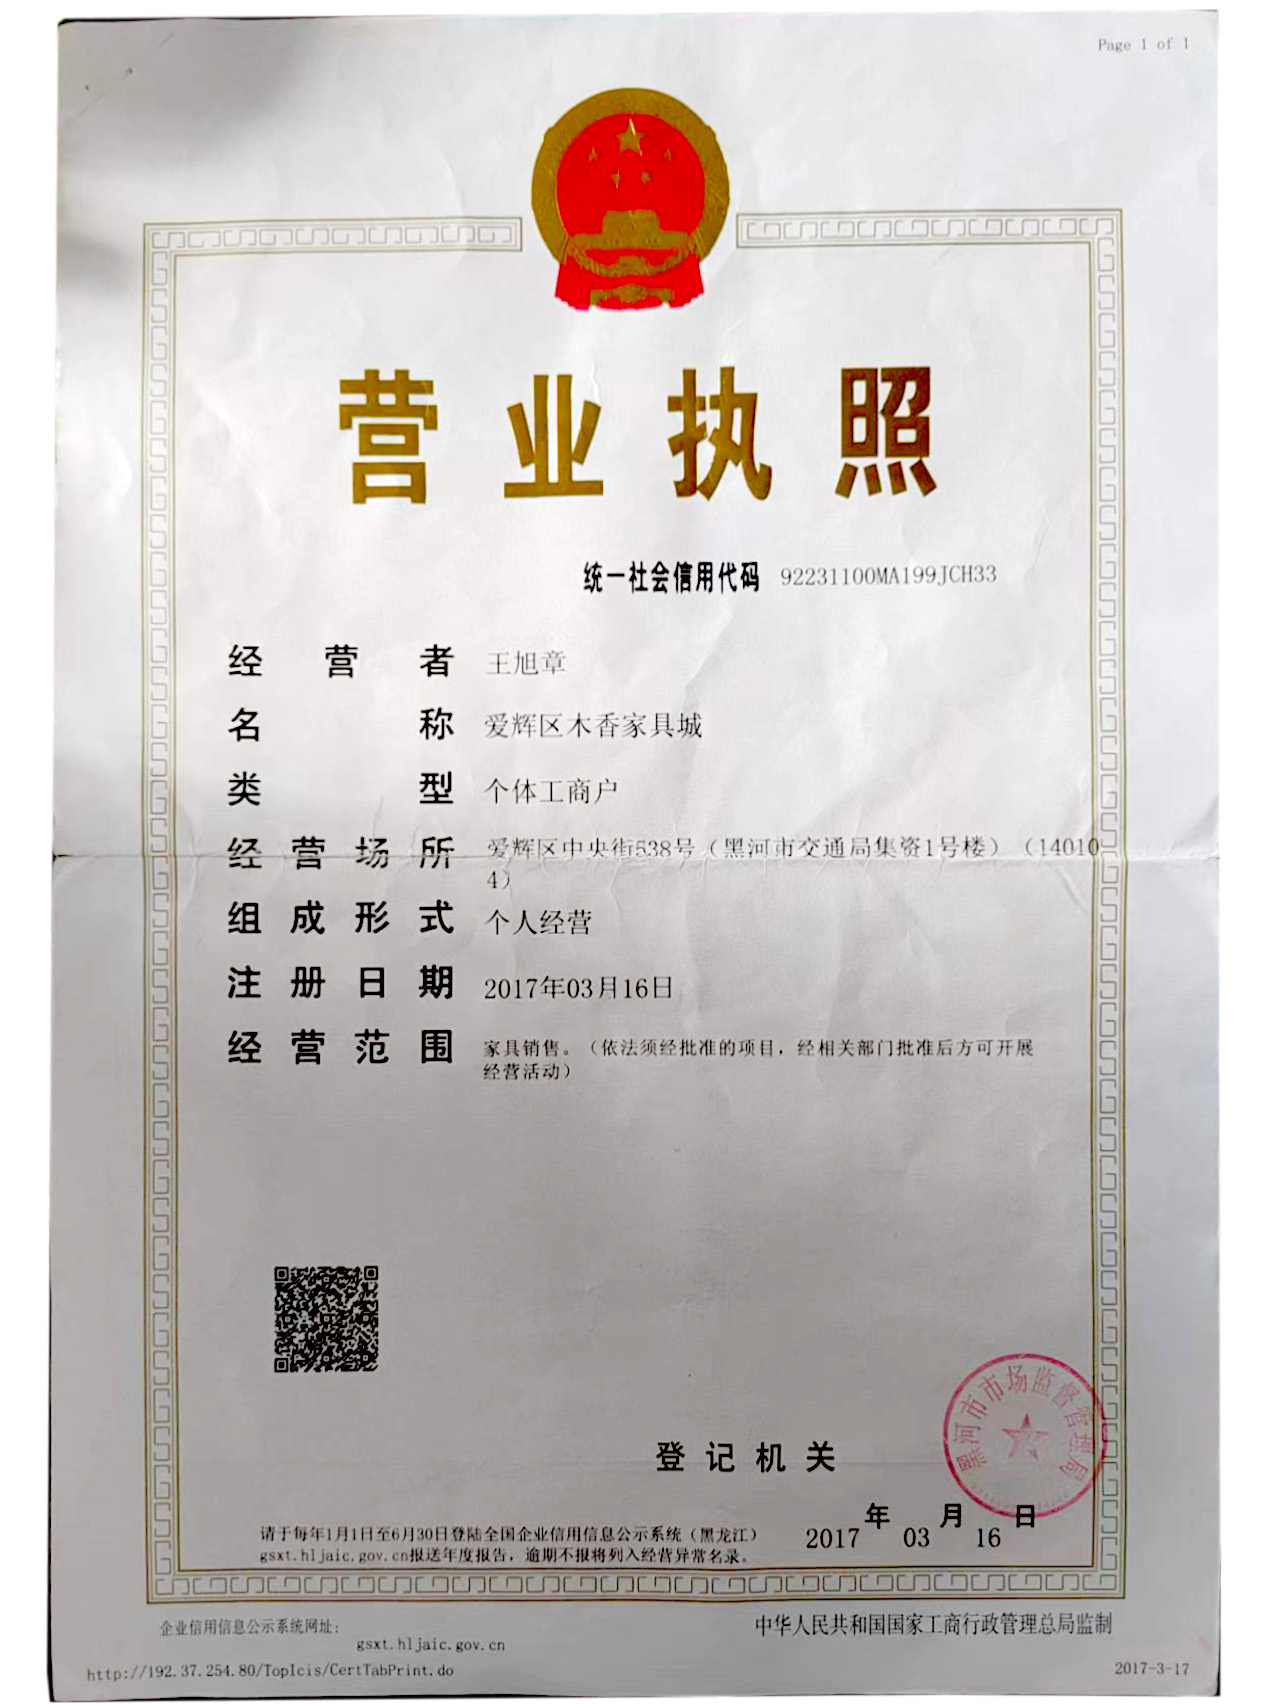 Page 1 of 1
营业执照
统一社会信用代码 92231100MA199JCH33
经营者 王旭章
名称 爱辉区木香家具城
类型 个体工商户
经营场所 爱辉区中央街538号（黑河市交通局集资1号楼）（14010
4）
组成形式 个人经营
注册日期 2017年03月16日
经营范围 家具销售。（依法须经批准的项目，经相关部门批准后方可开展
经营活动）
黑河市市场监督管理局
登记机关
2017年03月16日
请于每年1月1日至6月30日登陆全国企业信用信息公示系统（黑龙江）
gsxt.hljaic.gov.cn报送年度报告，逾期不报将列入经营异常名录。
企业信用信息公示系统网址：
gsxt.hljaic.gov.cn
中华人民共和国国家工商行政管理总局监制
http://192.37.254.80/TopIcis/CertTabPrint.do
2017-3-17